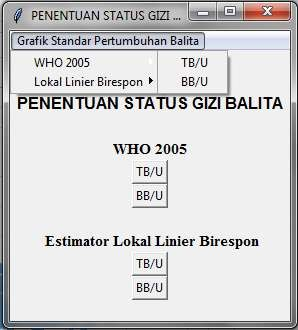 PENENTUAN STATUS GIZI ...
Grafik Standar Pertumbuhan Balita
WHO 2005
Lokal Linier Birespon
TB/U
BB/U
PENENTUAN STATUS GIZI BALITA
WHO 2005
TB/U
BB/U
Estimator Lokal Linier Birespon
TB/U
BB/U